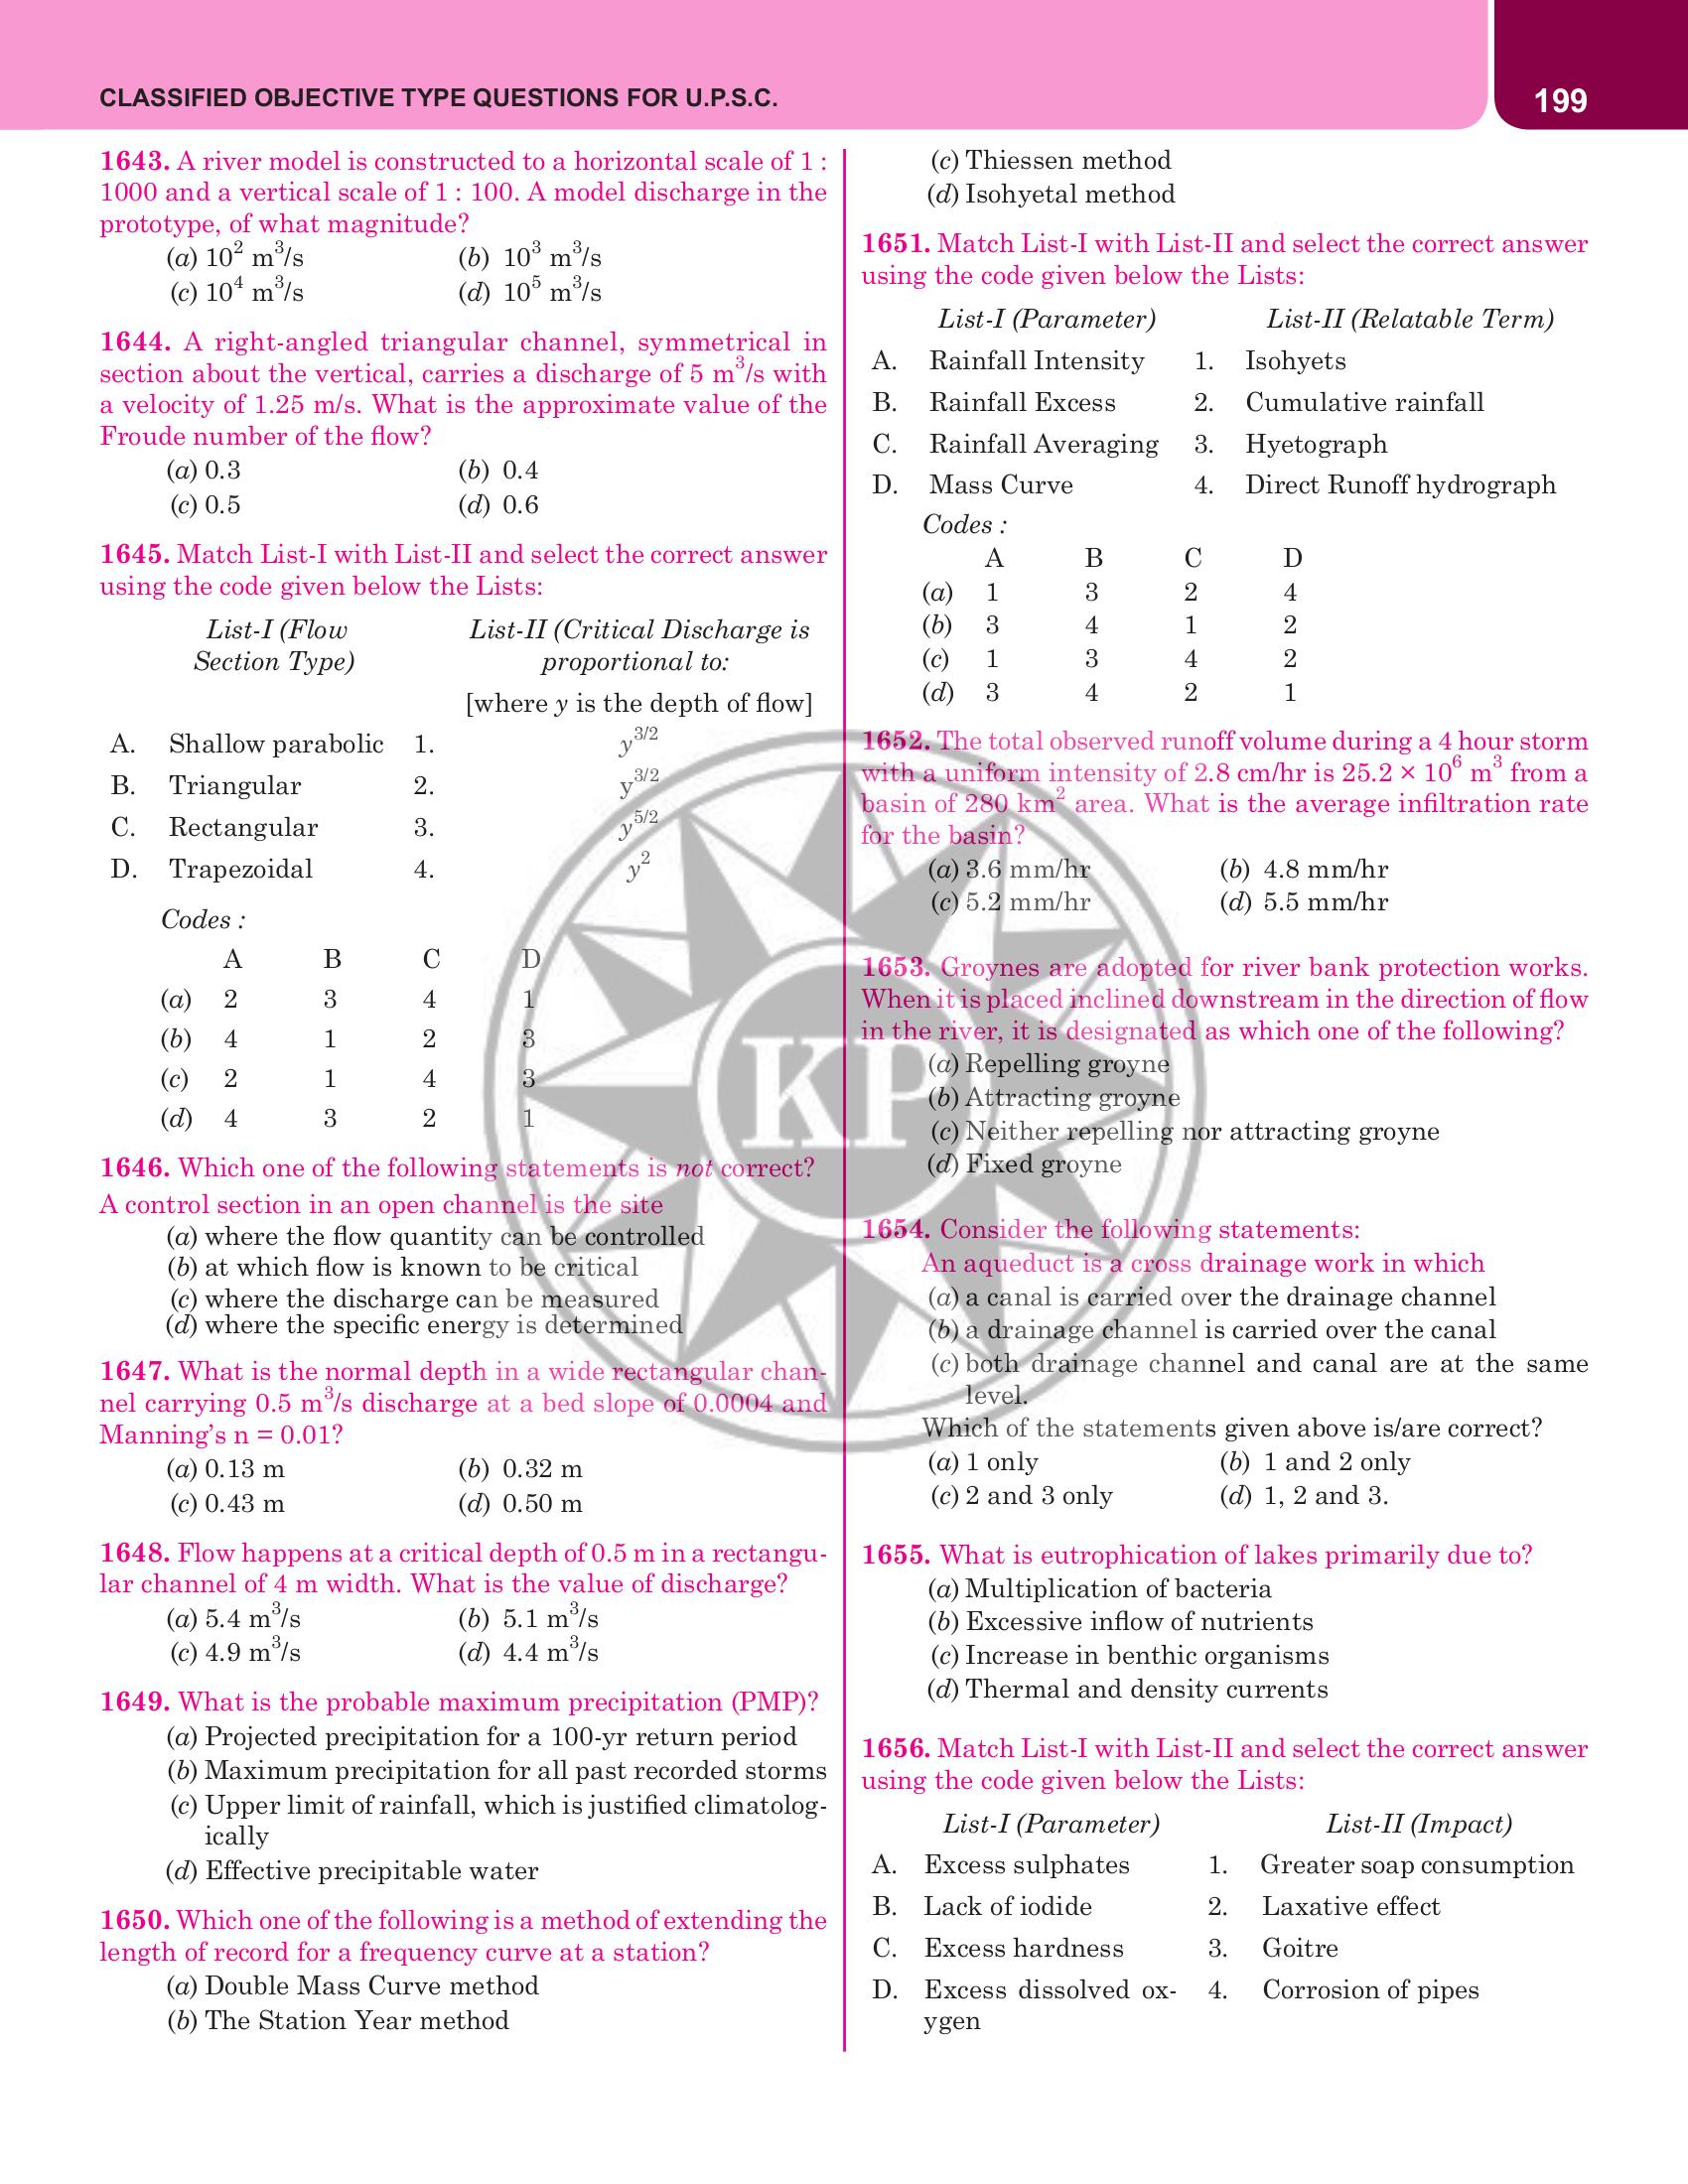 CLASSIFIED OBJECTIVE TYPE QUESTIONS FOR U.P.S.C.
199
1643. A river model is constructed to a horizontal scale of 1 :
1000 and a vertical scale of 1 : 100. A model discharge in the
prototype, of what magnitude?
(a) 10² m³/s (b) 10³ m³/s
(c) 10⁴ m³/s (d) 10⁵ m³/s
1644. A right-angled triangular channel, symmetrical in
section about the vertical, carries a discharge of 5 m³/s with
a velocity of 1.25 m/s. What is the approximate value of the
Froude number of the flow?
(a) 0.3 (b) 0.4
(c) 0.5 (d) 0.6
1645. Match List-I with List-II and select the correct answer
using the code given below the Lists:
List-I (Flow List-II (Critical Discharge is
Section Type) proportional to:
[where y is the depth of flow]
A. Shallow parabolic 1. y^3/2
B. Triangular 2. y^3/2
C. Rectangular 3. y^5/2
D. Trapezoidal 4. y²
Codes :
A B C D
(a) 2 3 4 1
(b) 4 1 2 3
(c) 2 1 4 3
(d) 4 3 2 1
1646. Which one of the following statements is not correct?
A control section in an open channel is the site
(a) where the flow quantity can be controlled
(b) at which flow is known to be critical
(c) where the discharge can be measured
(d) where the specific energy is determined
1647. What is the normal depth in a wide rectangular chan-
nel carrying 0.5 m³/s discharge at a bed slope of 0.0004 and
Manning’s n = 0.01?
(a) 0.13 m (b) 0.32 m
(c) 0.43 m (d) 0.50 m
1648. Flow happens at a critical depth of 0.5 m in a rectangu-
lar channel of 4 m width. What is the value of discharge?
(a) 5.4 m³/s (b) 5.1 m³/s
(c) 4.9 m³/s (d) 4.4 m³/s
1649. What is the probable maximum precipitation (PMP)?
(a) Projected precipitation for a 100-yr return period
(b) Maximum precipitation for all past recorded storms
(c) Upper limit of rainfall, which is justified climatolog-
ically
(d) Effective precipitable water
1650. Which one of the following is a method of extending the
length of record for a frequency curve at a station?
(a) Double Mass Curve method
(b) The Station Year method
(c) Thiessen method
(d) Isohyetal method
1651. Match List-I with List-II and select the correct answer
using the code given below the Lists:
List-I (Parameter) List-II (Relatable Term)
A. Rainfall Intensity 1. Isohyets
B. Rainfall Excess 2. Cumulative rainfall
C. Rainfall Averaging 3. Hyetograph
D. Mass Curve 4. Direct Runoff hydrograph
Codes :
A B C D
(a) 1 3 2 4
(b) 3 4 1 2
(c) 1 3 4 2
(d) 3 4 2 1
1652. The total observed runoff volume during a 4 hour storm
with a uniform intensity of 2.8 cm/hr is 25.2 × 10⁶ m³ from a
basin of 280 km² area. What is the average infiltration rate
for the basin?
(a) 3.6 mm/hr (b) 4.8 mm/hr
(c) 5.2 mm/hr (d) 5.5 mm/hr
1653. Groynes are adopted for river bank protection works.
When it is placed inclined downstream in the direction of flow
in the river, it is designated as which one of the following?
(a) Repelling groyne
(b) Attracting groyne
(c) Neither repelling nor attracting groyne
(d) Fixed groyne
1654. Consider the following statements:
An aqueduct is a cross drainage work in which
(a) a canal is carried over the drainage channel
(b) a drainage channel is carried over the canal
(c) both drainage channel and canal are at the same
level.
Which of the statements given above is/are correct?
(a) 1 only (b) 1 and 2 only
(c) 2 and 3 only (d) 1, 2 and 3.
1655. What is eutrophication of lakes primarily due to?
(a) Multiplication of bacteria
(b) Excessive inflow of nutrients
(c) Increase in benthic organisms
(d) Thermal and density currents
1656. Match List-I with List-II and select the correct answer
using the code given below the Lists:
List-I (Parameter) List-II (Impact)
A. Excess sulphates 1. Greater soap consumption
B. Lack of iodide 2. Laxative effect
C. Excess hardness 3. Goitre
D. Excess dissolved ox- 4. Corrosion of pipes
ygen
KP